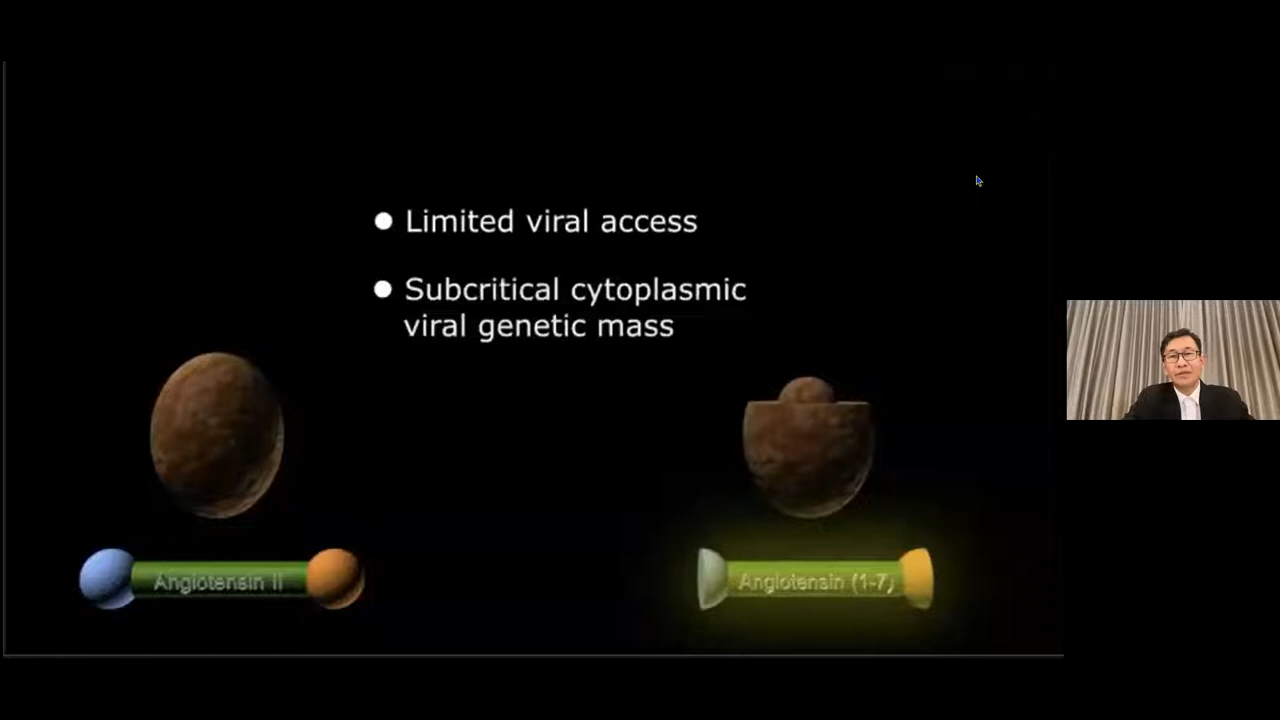 Limited viral access
Subcritical cytoplasmic
viral genetic mass
Angiotensin II
Angiotensin (1-7)